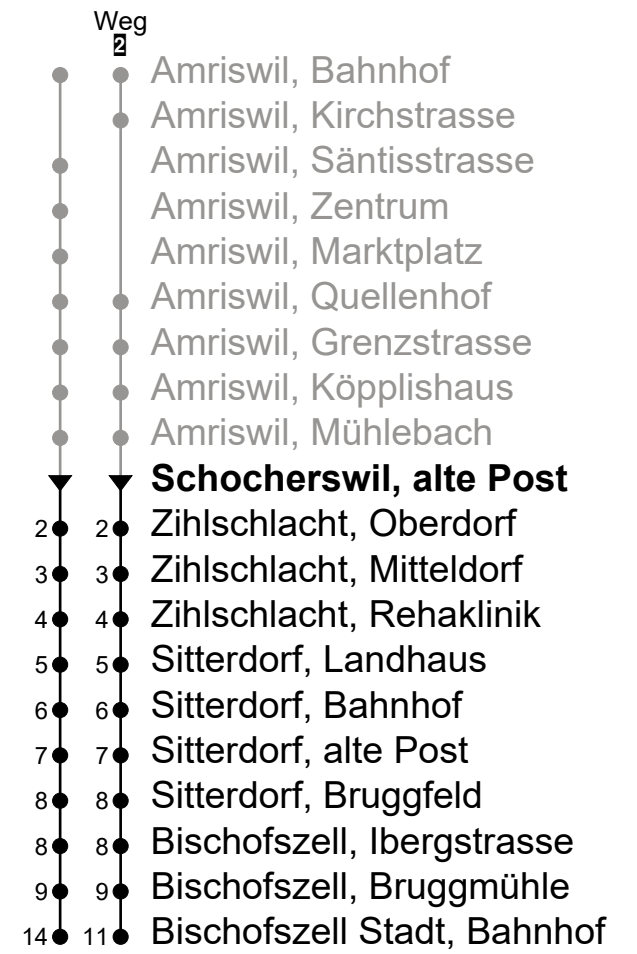 Weg
2
Amriswil, Bahnhof
Amriswil, Kirchstrasse
Amriswil, Säntisstrasse
Amriswil, Zentrum
Amriswil, Marktplatz
Amriswil, Quellenhof
Amriswil, Grenzstrasse
Amriswil, Köpplishaus
Amriswil, Mühlebach
Schocherswil, alte Post
2 2 Zihlschlacht, Oberdorf
3 3 Zihlschlacht, Mitteldorf
4 4 Zihlschlacht, Rehaklinik
5 5 Sitterdorf, Landhaus
6 6 Sitterdorf, Bahnhof
7 7 Sitterdorf, alte Post
8 8 Sitterdorf, Bruggfeld
8 8 Bischofszell, Ibergstrasse
9 9 Bischofszell, Bruggmühle
14 11 Bischofszell Stadt, Bahnhof